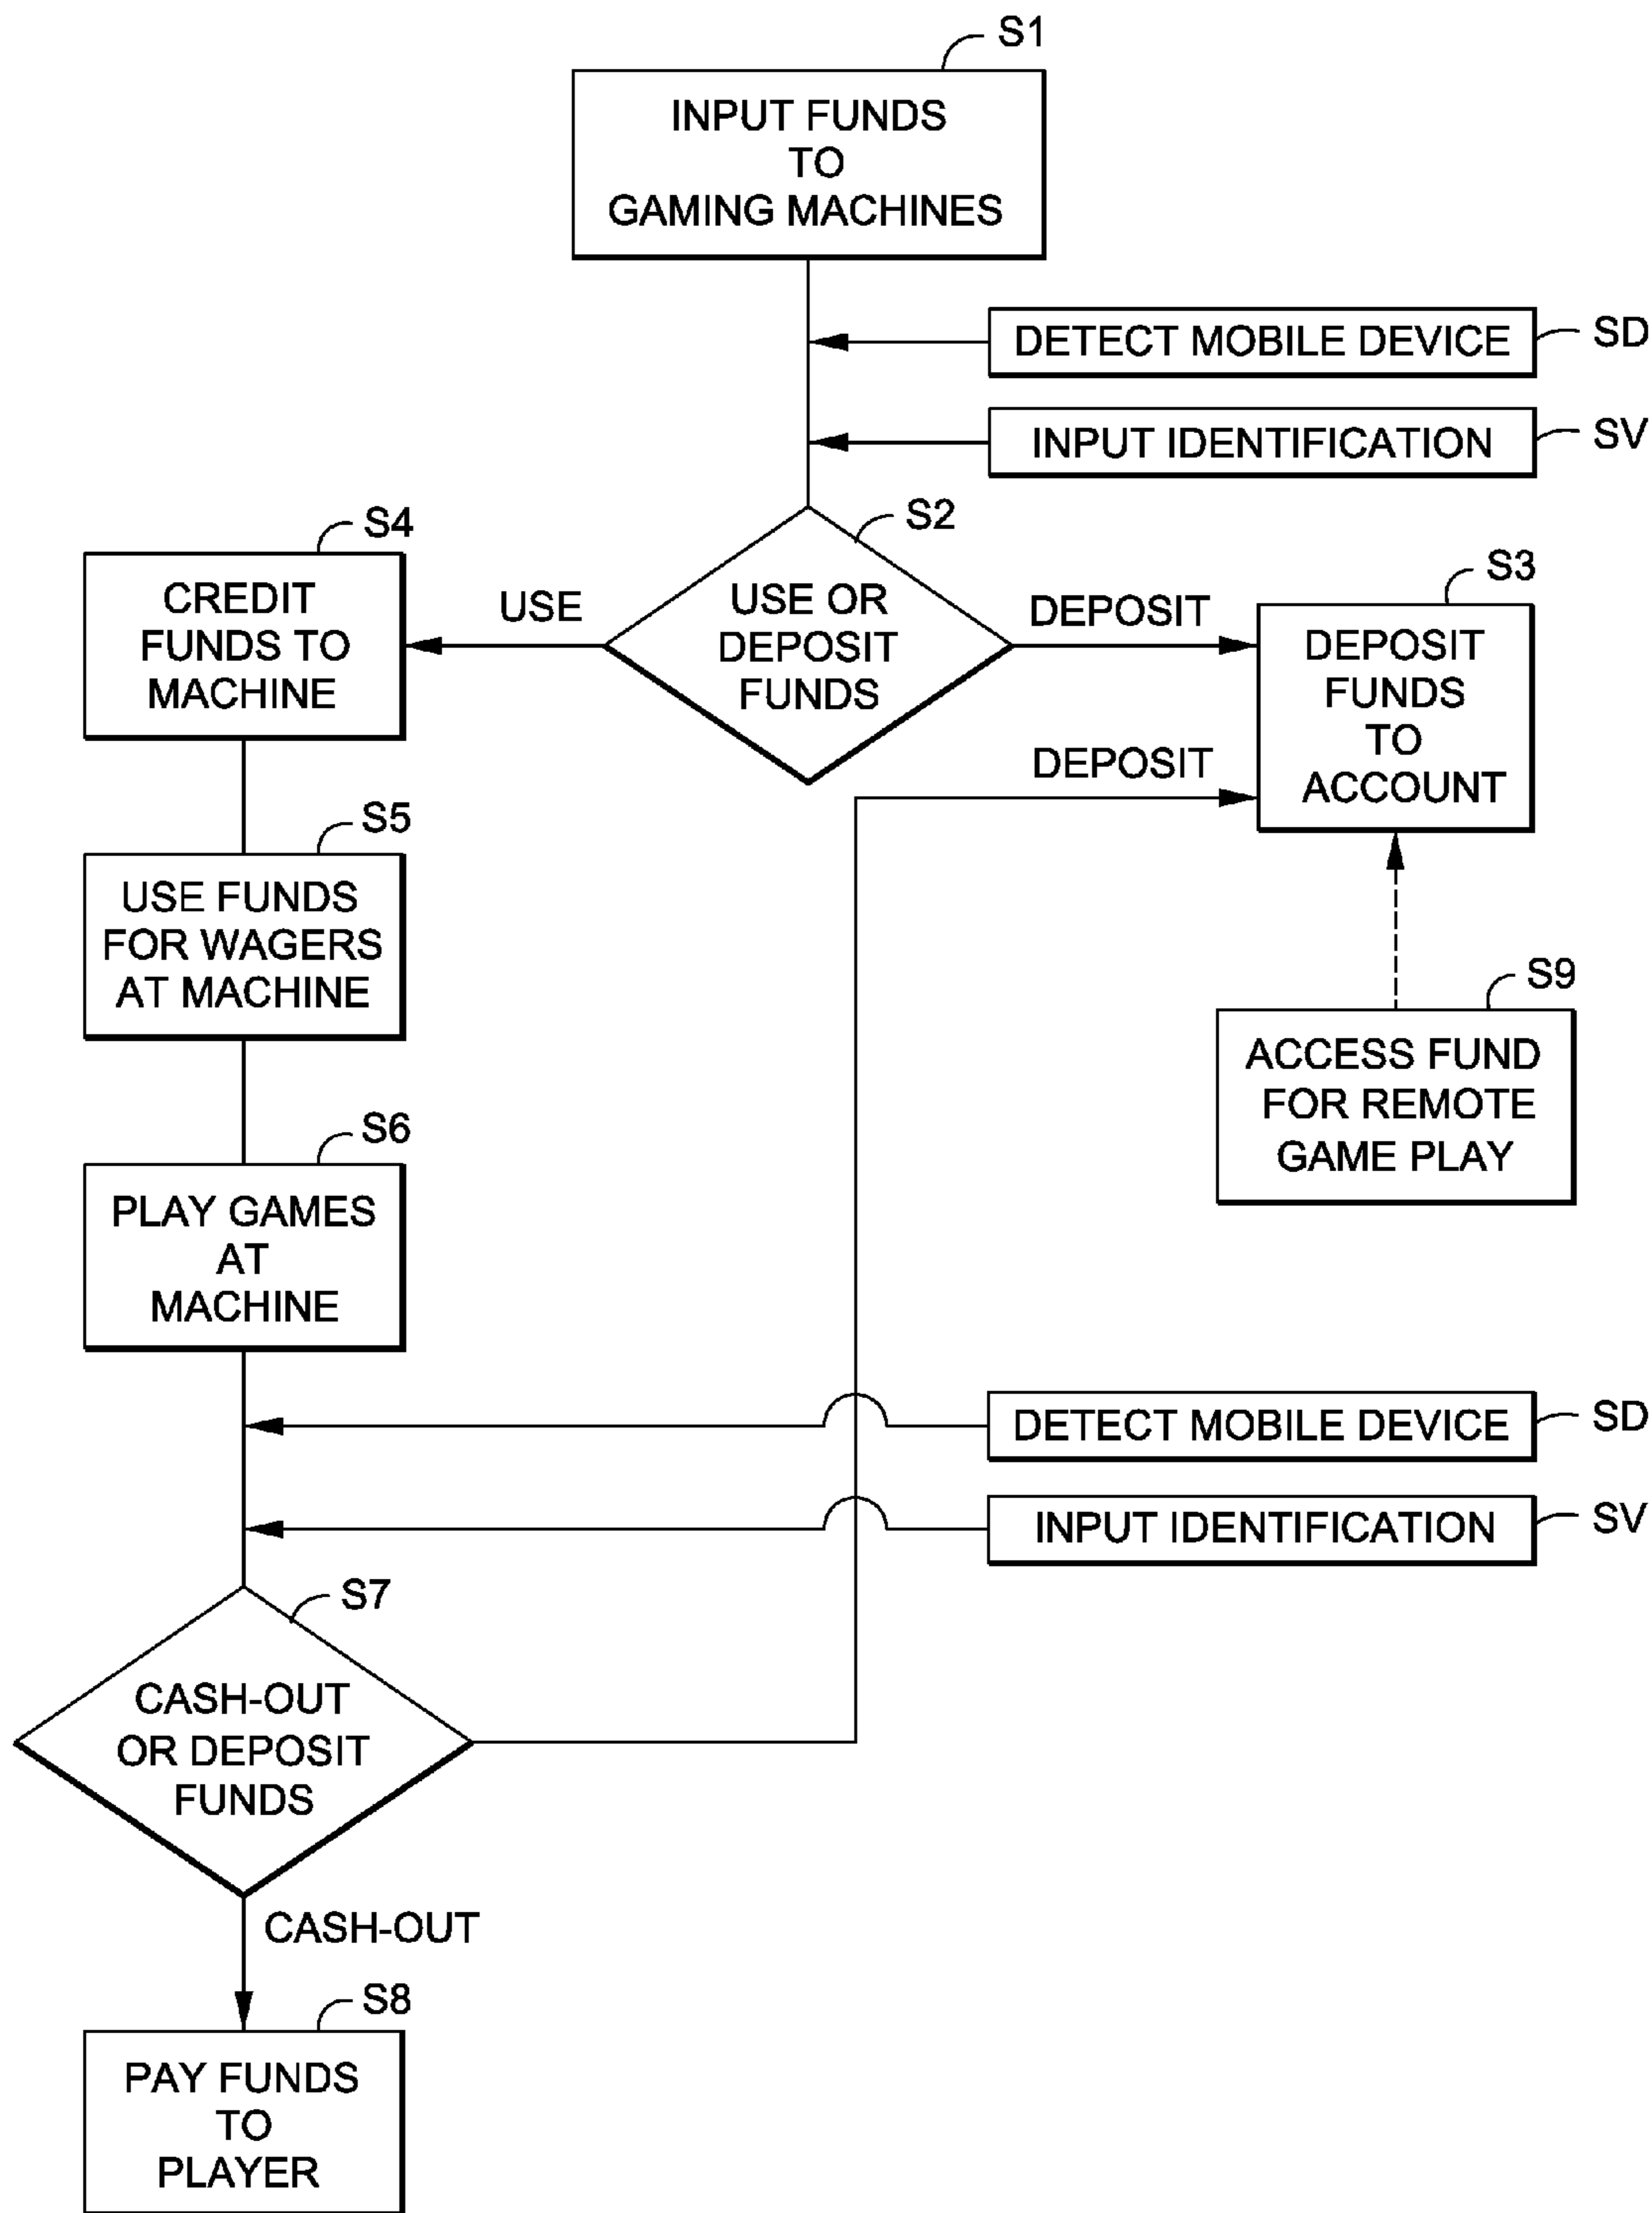 S1
INPUT FUNDS
TO
GAMING MACHINES
DETECT MOBILE DEVICE
SD
INPUT IDENTIFICATION
SV
S2
USE OR
DEPOSIT
FUNDS
USE
DEPOSIT
S4
CREDIT
FUNDS TO
MACHINE
S3
DEPOSIT
FUNDS
TO
ACCOUNT
DEPOSIT
S5
USE FUNDS
FOR WAGERS
AT MACHINE
S9
ACCESS FUND
FOR REMOTE
GAME PLAY
S6
PLAY GAMES
AT
MACHINE
DETECT MOBILE DEVICE
SD
INPUT IDENTIFICATION
SV
S7
CASH-OUT
OR DEPOSIT
FUNDS
CASH-OUT
S8
PAY FUNDS
TO
PLAYER